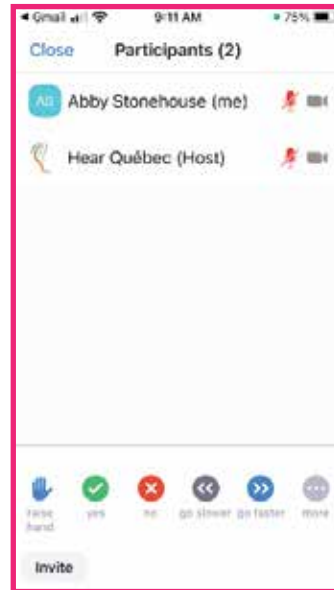 Gmail 9:11 AM 75%
Close Participants (2)
Abby Stonehouse (me)
Hear Québec (Host)
raise hand yes no go slower go faster more
Invite